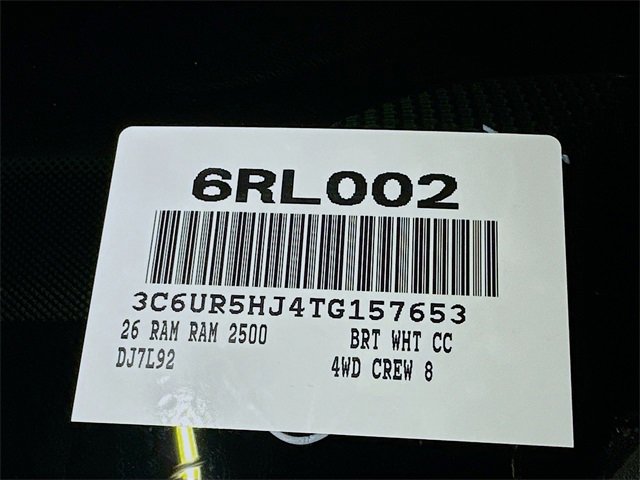 6RL002
3C6UR5HJ4TG157653
26 RAM RAM 2500 BRT WHT CC
DJ7L92 4WD CREW 8